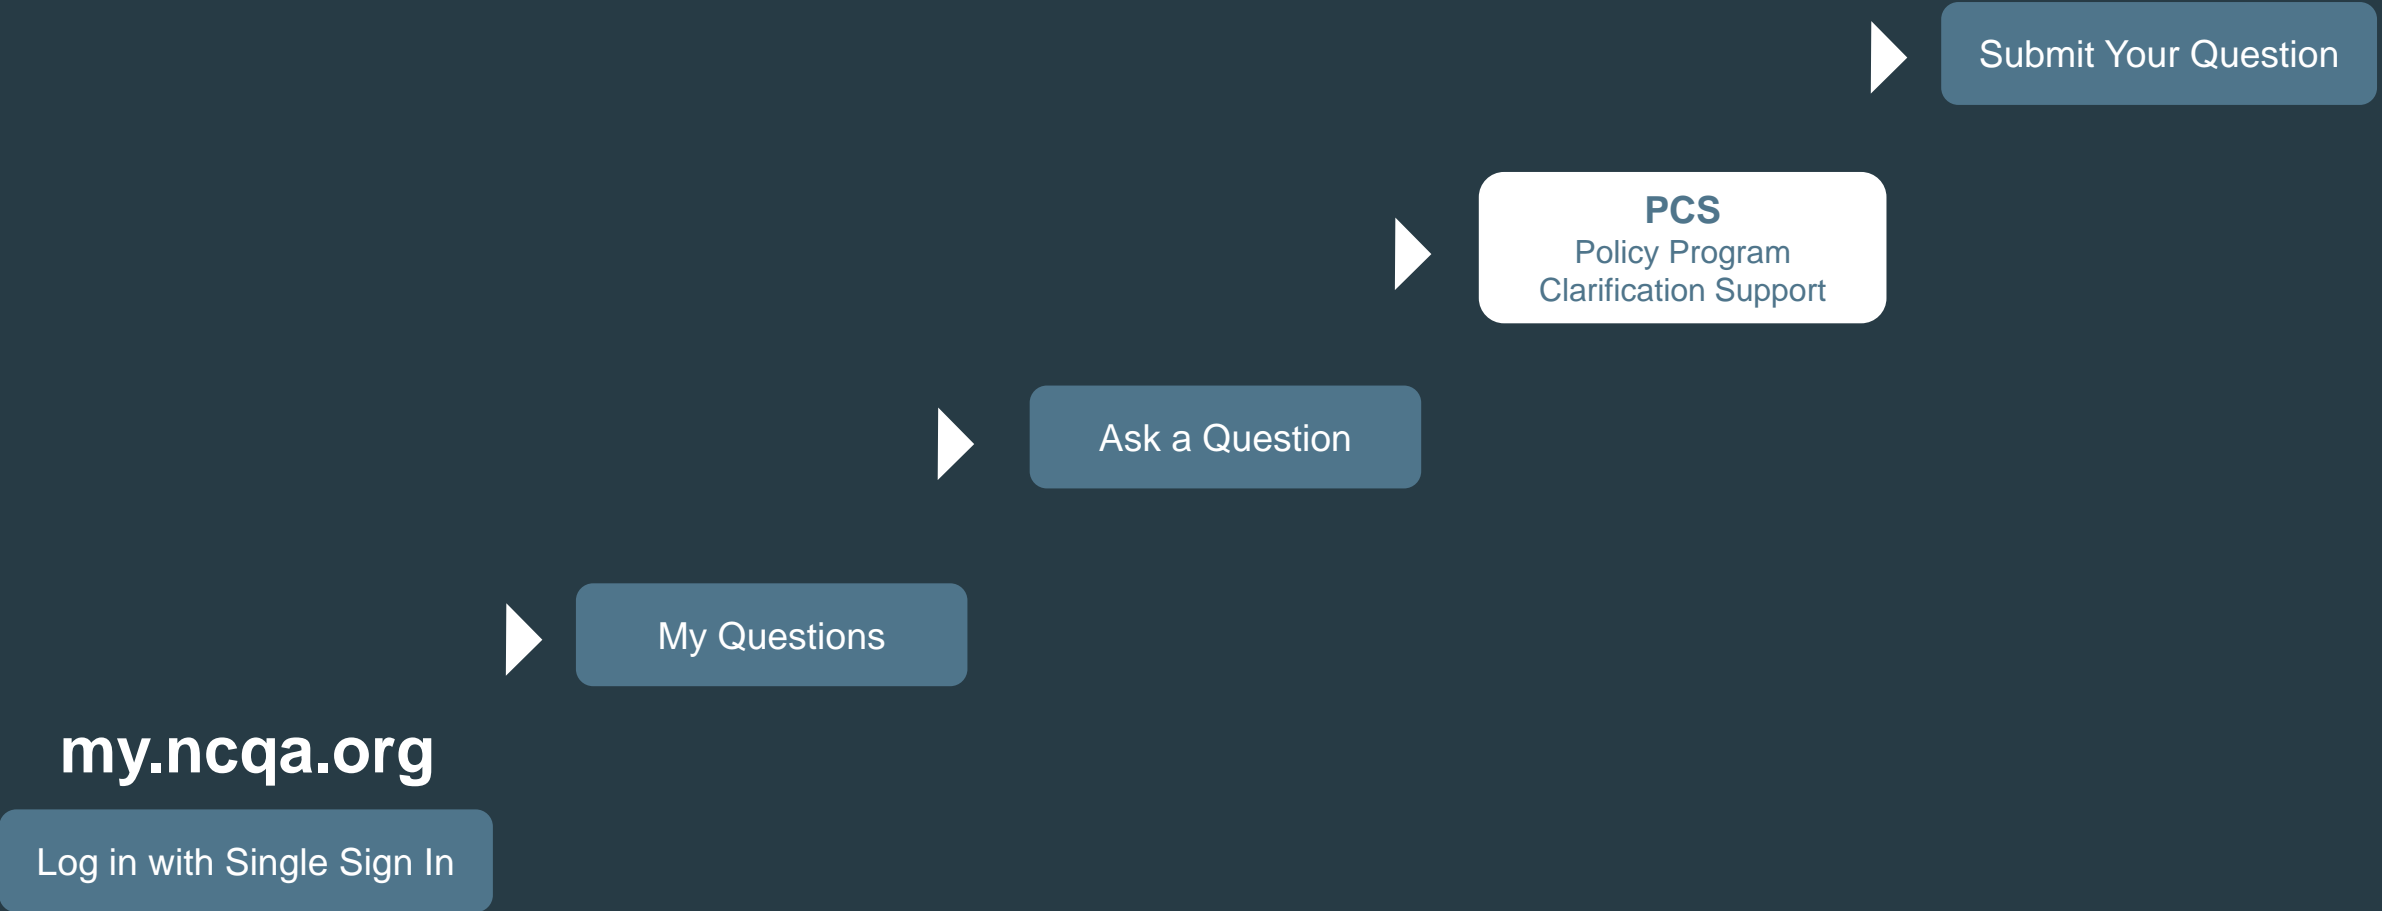 Submit Your Question
PCS
Policy Program
Clarification Support
Ask a Question
My Questions
my.ncqa.org
Log in with Single Sign In